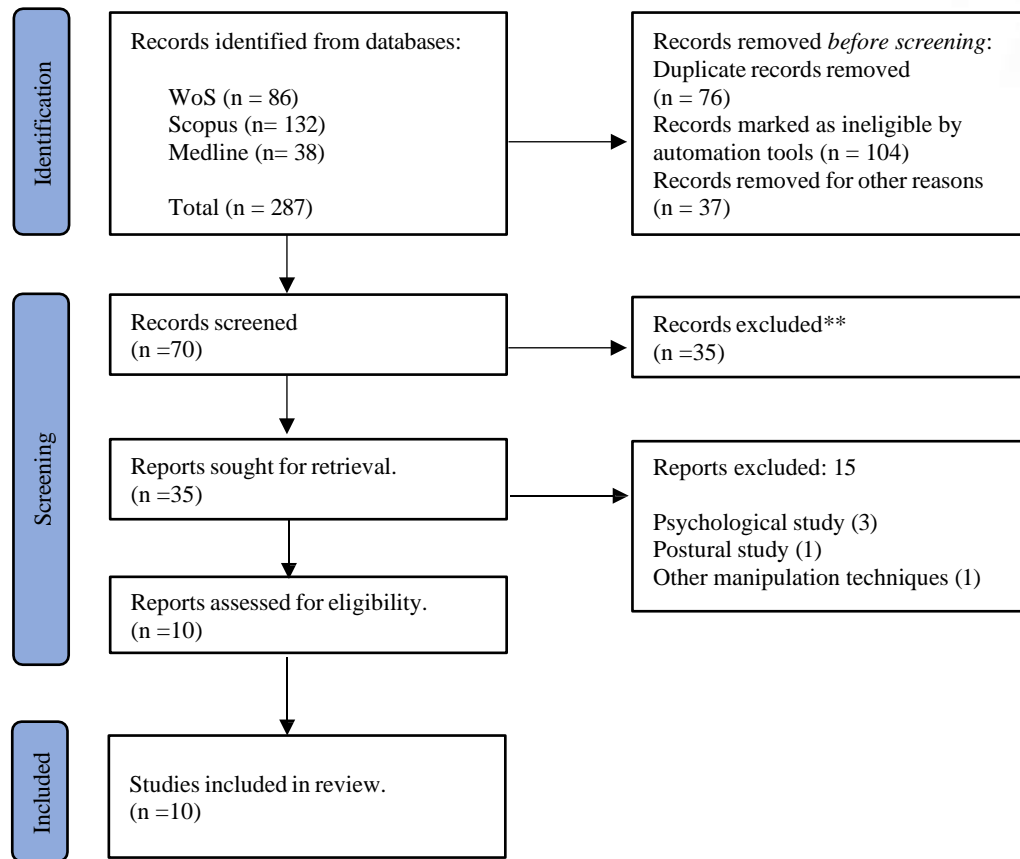 Identification
Records identified from databases:
WoS (n = 86)
Scopus (n= 132)
Medline (n= 38)
Total (n = 287)
Records removed before screening:
Duplicate records removed
(n = 76)
Records marked as ineligible by
automation tools (n = 104)
Records removed for other reasons
(n = 37)
Screening
Records screened
(n =70)
Records excluded**
(n =35)
Reports sought for retrieval.
(n =35)
Reports excluded: 15
Psychological study (3)
Postural study (1)
Other manipulation techniques (1)
Reports assessed for eligibility.
(n =10)
Included
Studies included in review.
(n =10)